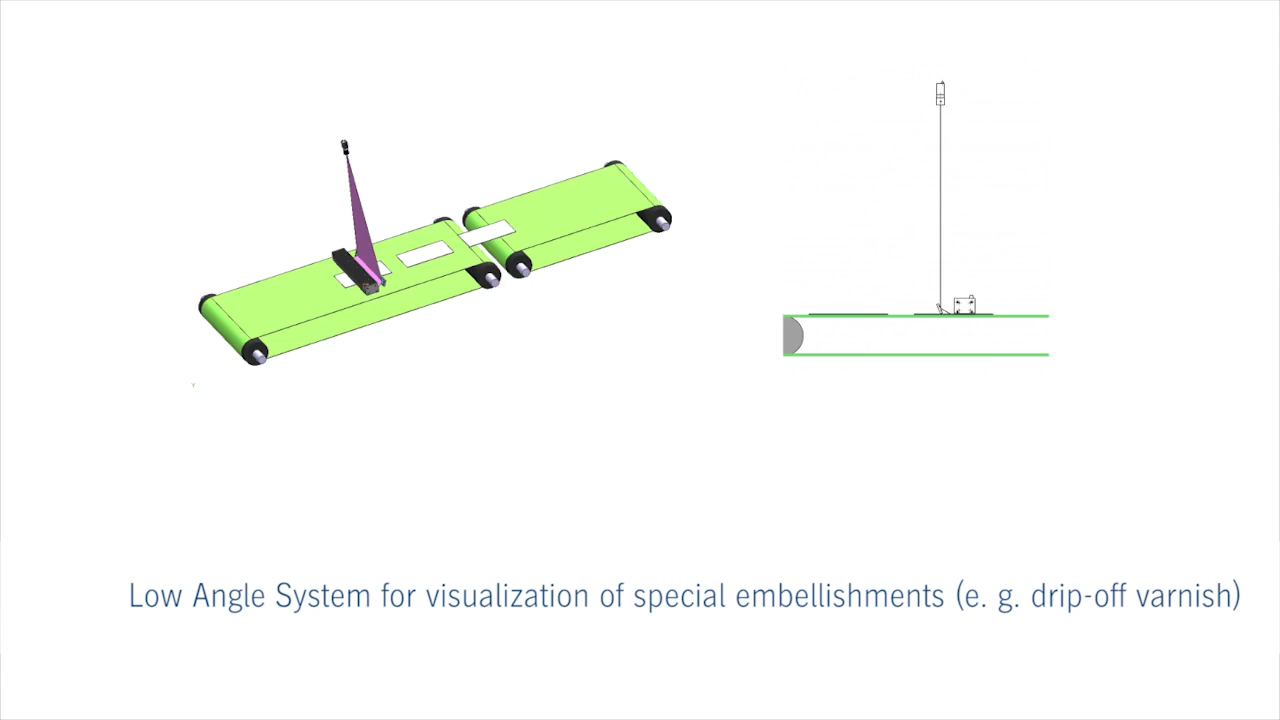 Y
Low Angle System for visualization of special embellishments (e. g. drip-off varnish)